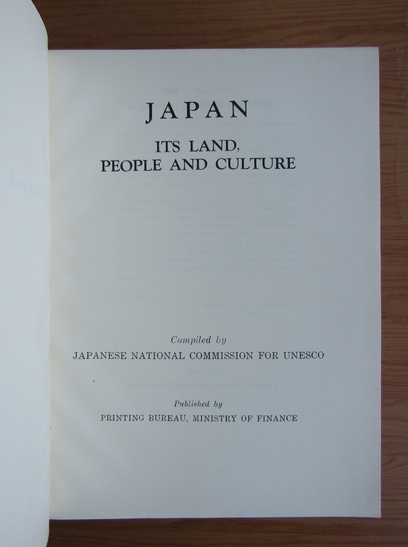 JAPAN
ITS LAND,
PEOPLE AND CULTURE
Compiled by
JAPANESE NATIONAL COMMISSION FOR UNESCO
Published by
PRINTING BUREAU, MINISTRY OF FINANCE